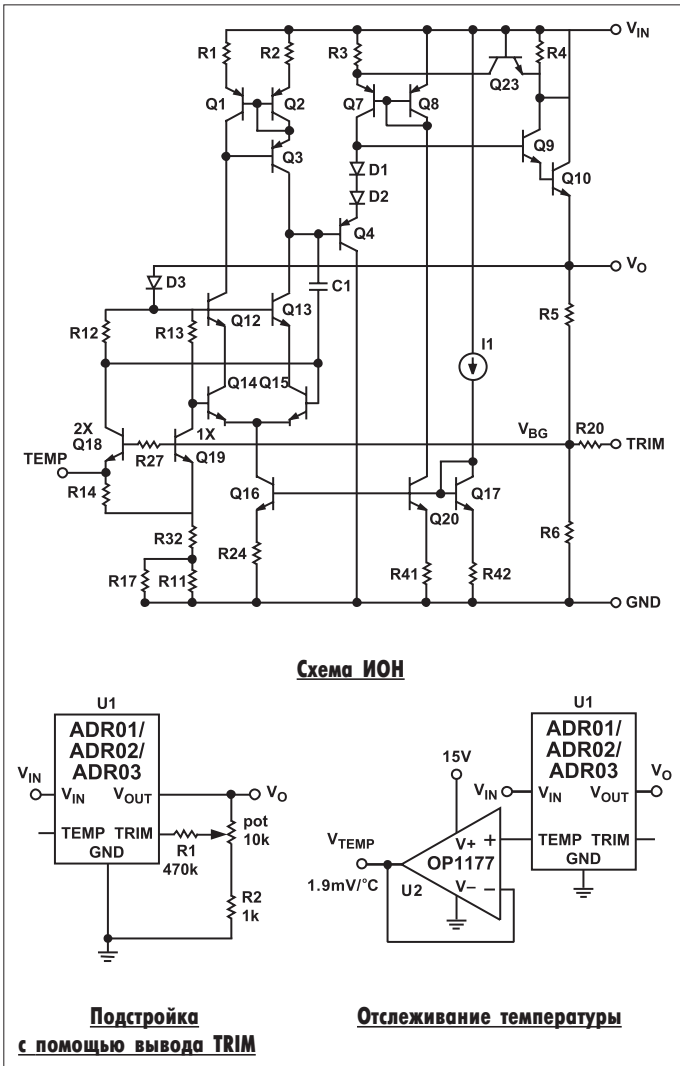 R1
R2
R3
R4
V_IN
Q1
Q2
Q7
Q8
Q23
Q3
Q9
D1
Q10
D2
Q4
V_O
D3
C1
R5
R12
R13
Q12
Q13
I1
Q14
Q15
2X
Q18
1X
V_BG
R20
TEMP
R27
Q19
TRIM
R14
Q16
Q20
Q17
R32
R24
R6
R17
R11
R41
R42
GND
Схема ИОН
U1
ADR01/
ADR02/
ADR03
V_IN
V_IN
V_OUT
V_O
TEMP
TRIM
GND
R1
470k
pot
10k
R2
1k
Подстройка
с помощью вывода TRIM
U1
ADR01/
ADR02/
ADR03
15V
V_IN
V_IN
V_OUT
V_O
V_TEMP
V+
+
TEMP
TRIM
OP1177
GND
1.9mV/°C
U2
V−
−
Отслеживание температуры